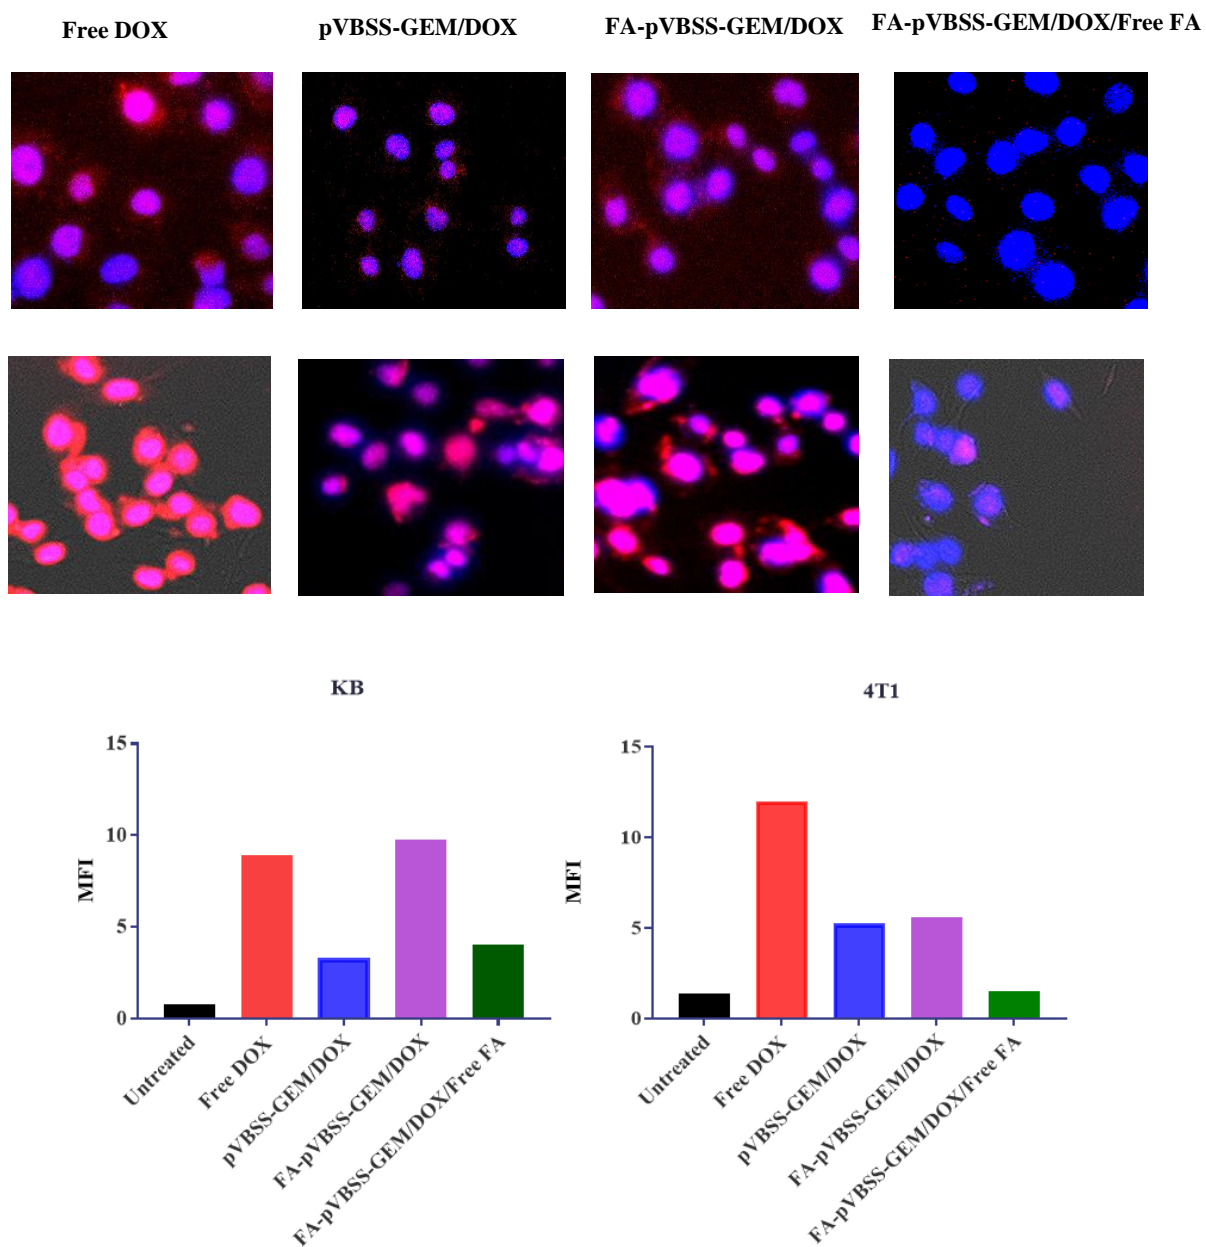 Free DOX
pVBSS-GEM/DOX
FA-pVBSS-GEM/DOX
FA-pVBSS-GEM/DOX/Free FA
KB
15
10
5
0
MFI
Untreated
Free DOX
pVBSS-GEM/DOX
FA-pVBSS-GEM/DOX
FA-pVBSS-GEM/DOX/Free FA
4T1
15
10
5
0
MFI
Untreated
Free DOX
pVBSS-GEM/DOX
FA-pVBSS-GEM/DOX
FA-pVBSS-GEM/DOX/Free FA